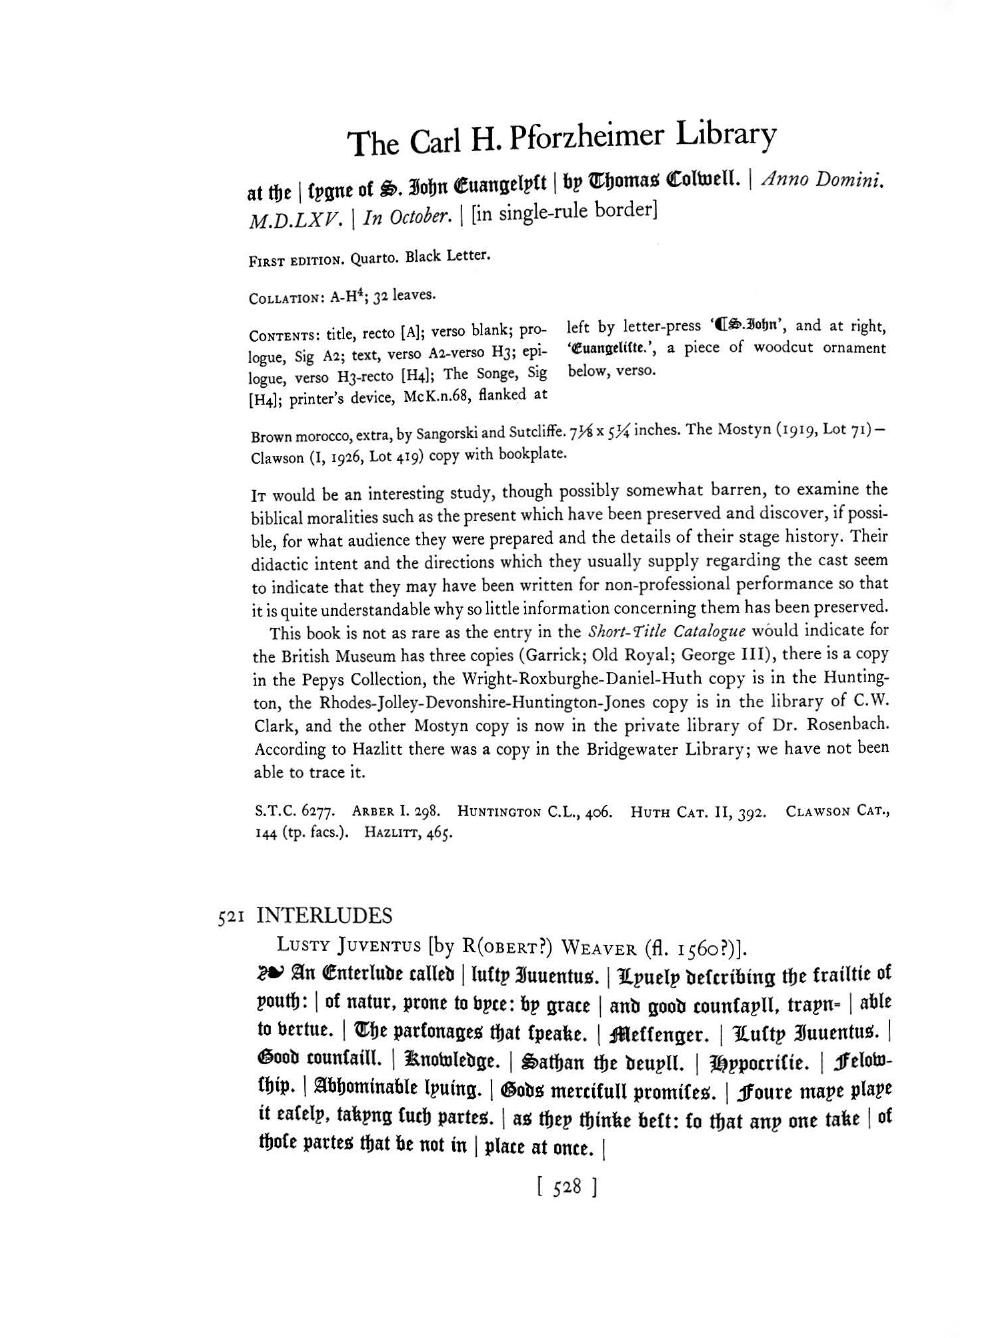 The Carl H. Pforzheimer Library
at the | ſygne of S. John Euangelyſt | by Thomas Colwell. | Anno Domini.
M.D.LXV. | In October. | [in single-rule border]
First edition. Quarto. Black Letter.
Collation: A-H⁴; 32 leaves.
Contents: title, recto [A]; verso blank; pro-
logue, Sig A2; text, verso A2-verso H3; epi-
logue, verso H3-recto [H4]; The Songe, Sig
[H4]; printer's device, McK.n.68, flanked at
left by letter-press ‘¶S.John’, and at right,
‘Euangeliſte.’, a piece of woodcut ornament
below, verso.
Brown morocco, extra, by Sangorski and Sutcliffe. 7⅛ x 5¼ inches. The Mostyn (1919, Lot 71)—
Clawson (I, 1926, Lot 419) copy with bookplate.
It would be an interesting study, though possibly somewhat barren, to examine the
biblical moralities such as the present which have been preserved and discover, if possi-
ble, for what audience they were prepared and the details of their stage history. Their
didactic intent and the directions which they usually supply regarding the cast seem
to indicate that they may have been written for non-professional performance so that
it is quite understandable why so little information concerning them has been preserved.
This book is not as rare as the entry in the Short-Title Catalogue would indicate for
the British Museum has three copies (Garrick; Old Royal; George III), there is a copy
in the Pepys Collection, the Wright-Roxburghe-Daniel-Huth copy is in the Hunting-
ton, the Rhodes-Jolley-Devonshire-Huntington-Jones copy is in the library of C.W.
Clark, and the other Mostyn copy is now in the private library of Dr. Rosenbach.
According to Hazlitt there was a copy in the Bridgewater Library; we have not been
able to trace it.
S.T.C. 6277. Arber I. 298. Huntington C.L., 406. Huth Cat. II, 392. Clawson Cat.,
144 (tp. facs.). Hazlitt, 465.
521 INTERLUDES
Lusty Juventus [by R(obert?) Weaver (fl. 1560?)].
❧ An Enterlude called | luſty Juuentus. | Lyuely deſcribing the frailtie of
youth: | of natur, prone to vyce: by grace | and good counſayll, trayn- | able
to vertue. | The parſonages that ſpeake. | Meſſenger. | Luſty Juuentus. |
Good counſaill. | Knowledge. | Sathan the deuyll. | Hypocriſie. | Felow-
ſhip. | Abhominable lyuing. | Gods mercifull promiſes. | Foure maye playe
it eaſely, takyng ſuch partes. | as they thinke beſt: ſo that any one take | of
thoſe partes that be not in | place at once. |
[ 528 ]